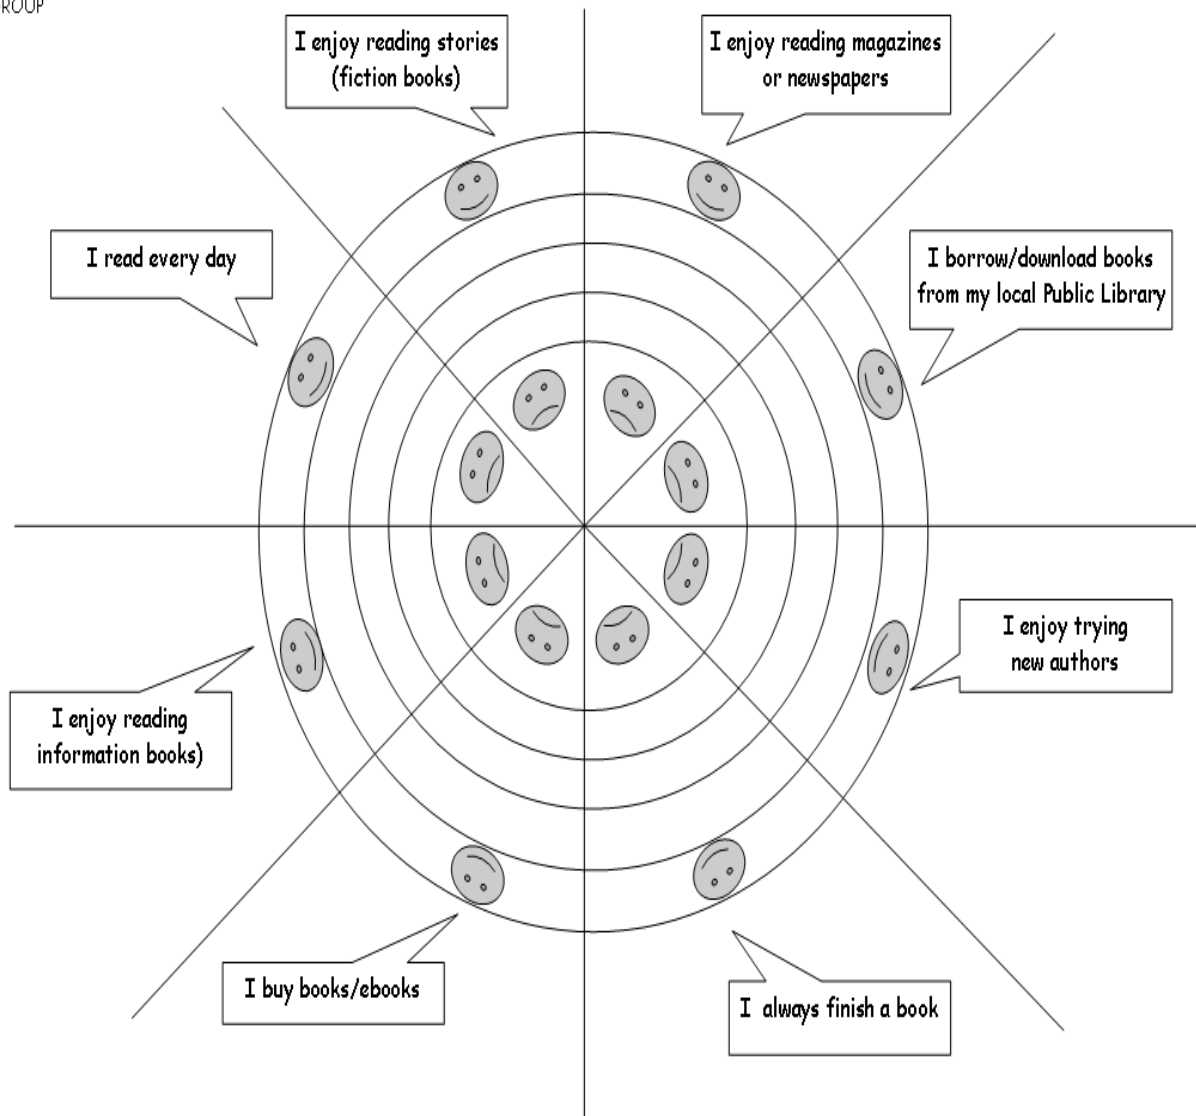 GROUP
I enjoy reading stories
(fiction books)
I enjoy reading magazines
or newspapers
I read every day
I borrow/download books
from my local Public Library
I enjoy trying
new authors
I enjoy reading
information books)
I buy books/ebooks
I always finish a book